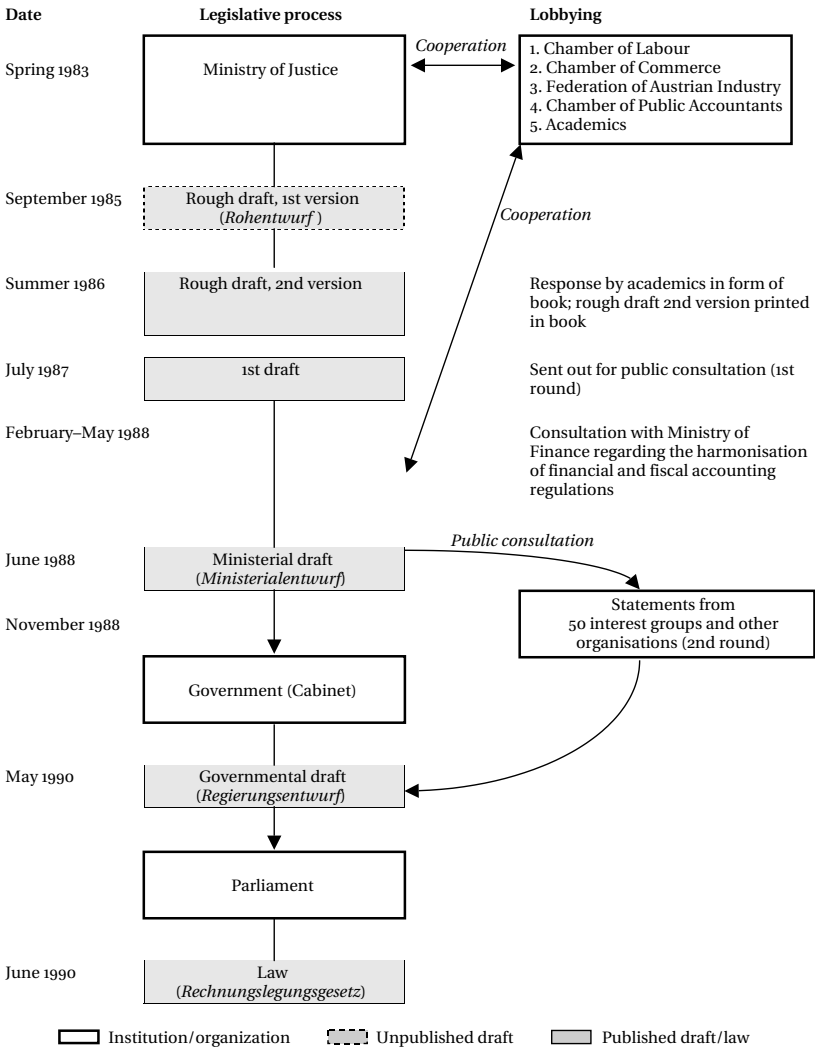 Date Legislative process Lobbying
Cooperation
Spring 1983
Ministry of Justice
1. Chamber of Labour
2. Chamber of Commerce
3. Federation of Austrian Industry
4. Chamber of Public Accountants
5. Academics
September 1985
Rough draft, 1st version
(Rohentwurf )
Cooperation
Summer 1986
Rough draft, 2nd version
Response by academics in form of
book; rough draft 2nd version printed
in book
July 1987
1st draft
Sent out for public consultation (1st
round)
February–May 1988
Consultation with Ministry of
Finance regarding the harmonisation
of financial and fiscal accounting
regulations
June 1988
Ministerial draft
(Ministerialentwurf)
Public consultation
November 1988
Statements from
50 interest groups and other
organisations (2nd round)
Government (Cabinet)
May 1990
Governmental draft
(Regierungsentwurf)
Parliament
June 1990
Law
(Rechnungslegungsgesetz)
Institution/organization Unpublished draft Published draft/law